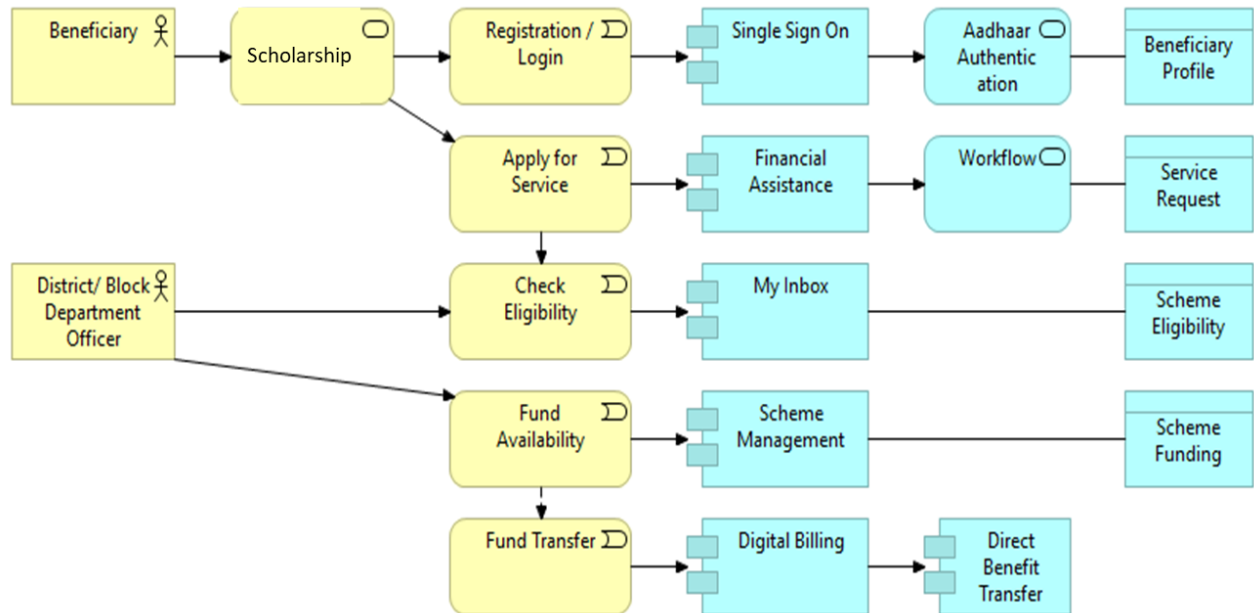 Beneficiary
Scholarship
Registration /
Login
Single Sign On
Aadhaar
Authentic
ation
Beneficiary
Profile
Apply for
Service
Financial
Assistance
Workflow
Service
Request
District/ Block
Department
Officer
Check
Eligibility
My Inbox
Scheme
Eligibility
Fund
Availability
Scheme
Management
Scheme
Funding
Fund Transfer
Digital Billing
Direct
Benefit
Transfer